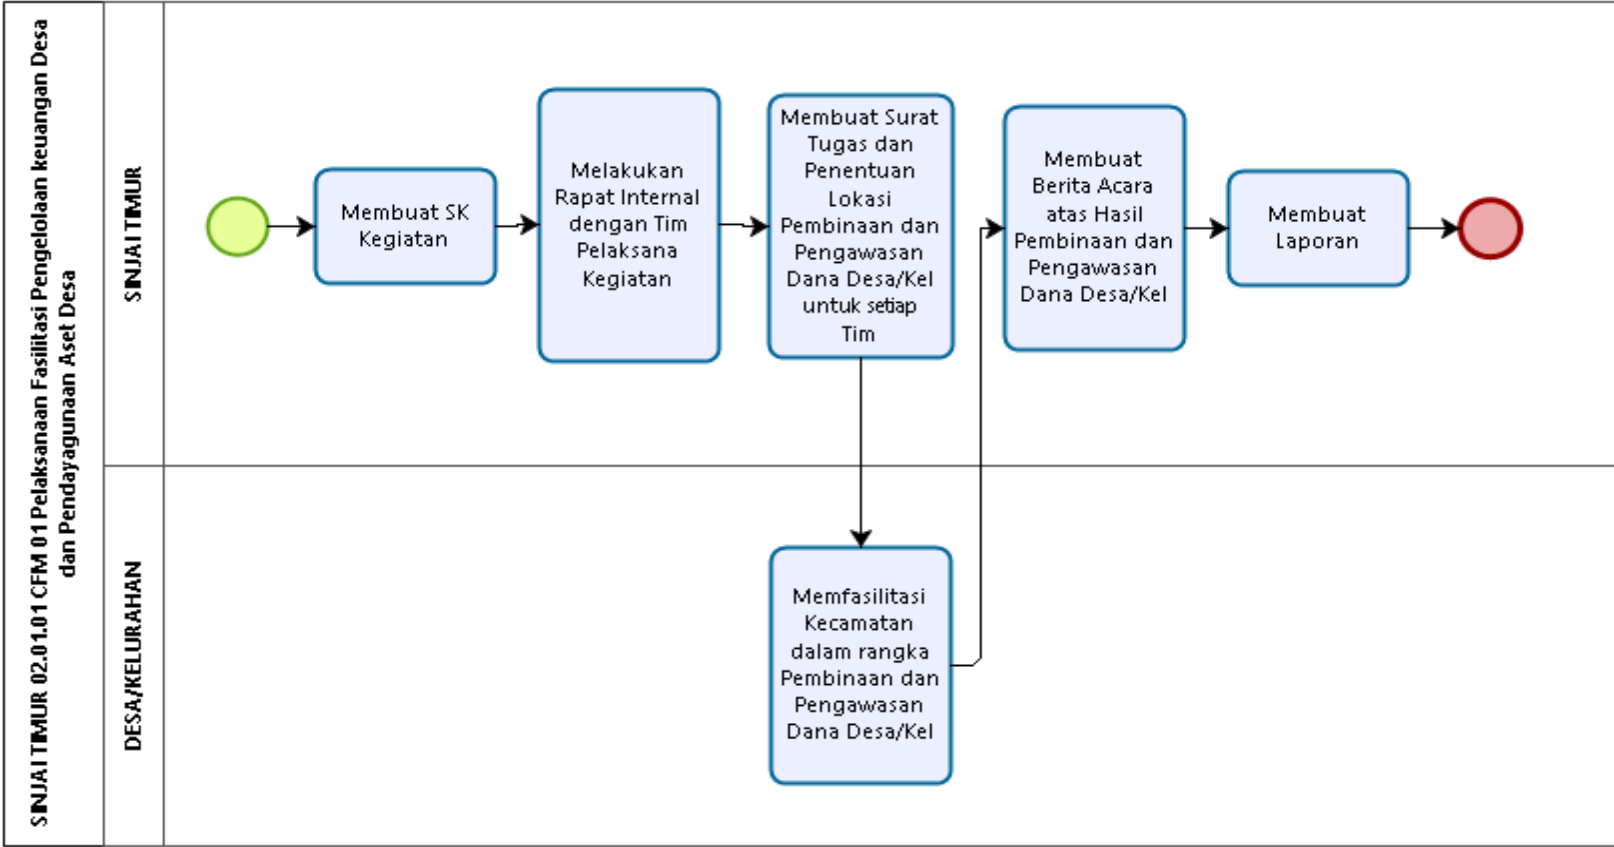 SINJAI TIMUR 02.01.01 CFM 01 Pelaksanaan Fasilitasi Pengelolaan keuangan Desa
dan Pendayagunaan Aset Desa
SINJAI TIMUR
Membuat SK
Kegiatan
Melakukan
Rapat Internal
dengan Tim
Pelaksana
Kegiatan
Membuat Surat
Tugas dan
Penentuan
Lokasi
Pembinaan dan
Pengawasan
Dana Desa/Kel
untuk setiap
Tim
Membuat
Berita Acara
atas Hasil
Pembinaan dan
Pengawasan
Dana Desa/Kel
Membuat
Laporan
DESA/KELURAHAN
Memfasilitasi
Kecamatan
dalam rangka
Pembinaan dan
Pengawasan
Dana Desa/Kel